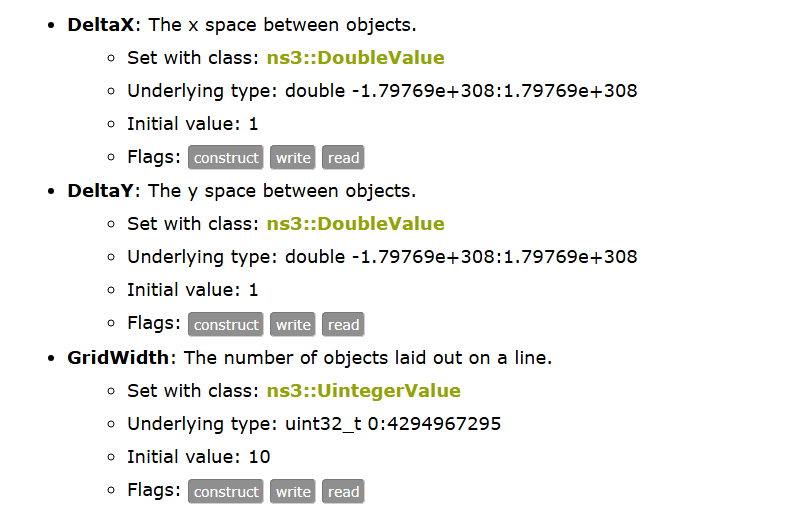 DeltaX: The x space between objects.
Set with class: ns3::DoubleValue
Underlying type: double -1.79769e+308:1.79769e+308
Initial value: 1
Flags: construct write read
DeltaY: The y space between objects.
Set with class: ns3::DoubleValue
Underlying type: double -1.79769e+308:1.79769e+308
Initial value: 1
Flags: construct write read
GridWidth: The number of objects laid out on a line.
Set with class: ns3::UintegerValue
Underlying type: uint32_t 0:4294967295
Initial value: 10
Flags: construct write read